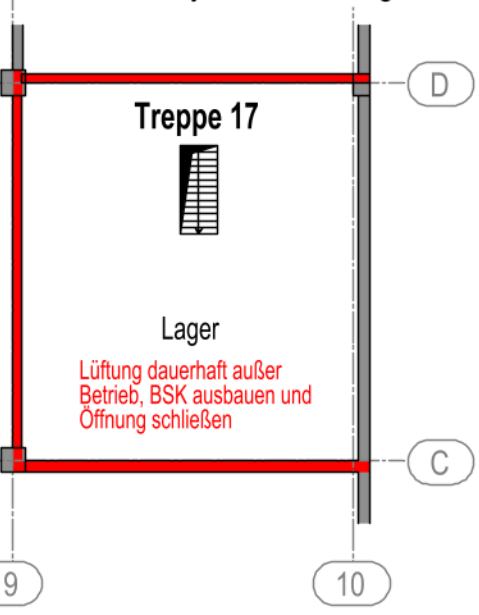 D
Treppe 17
Lager
Lüftung dauerhaft außer
Betrieb, BSK ausbauen und
Öffnung schließen
C
9
10